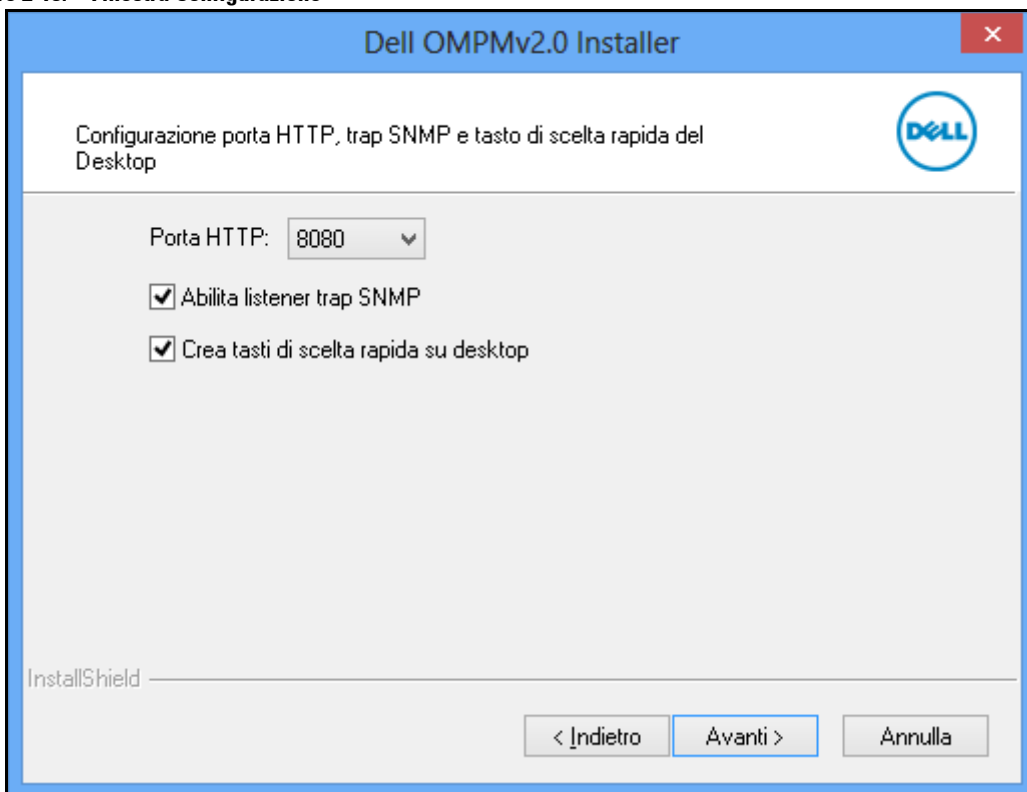 Dell OMPMv2.0 Installer
Configurazione porta HTTP, trap SNMP e tasto di scelta rapida del
Desktop
DELL
Porta HTTP: 8080
Abilita listener trap SNMP
Crea tasti di scelta rapida su desktop
InstallShield
< Indietro Avanti > Annulla